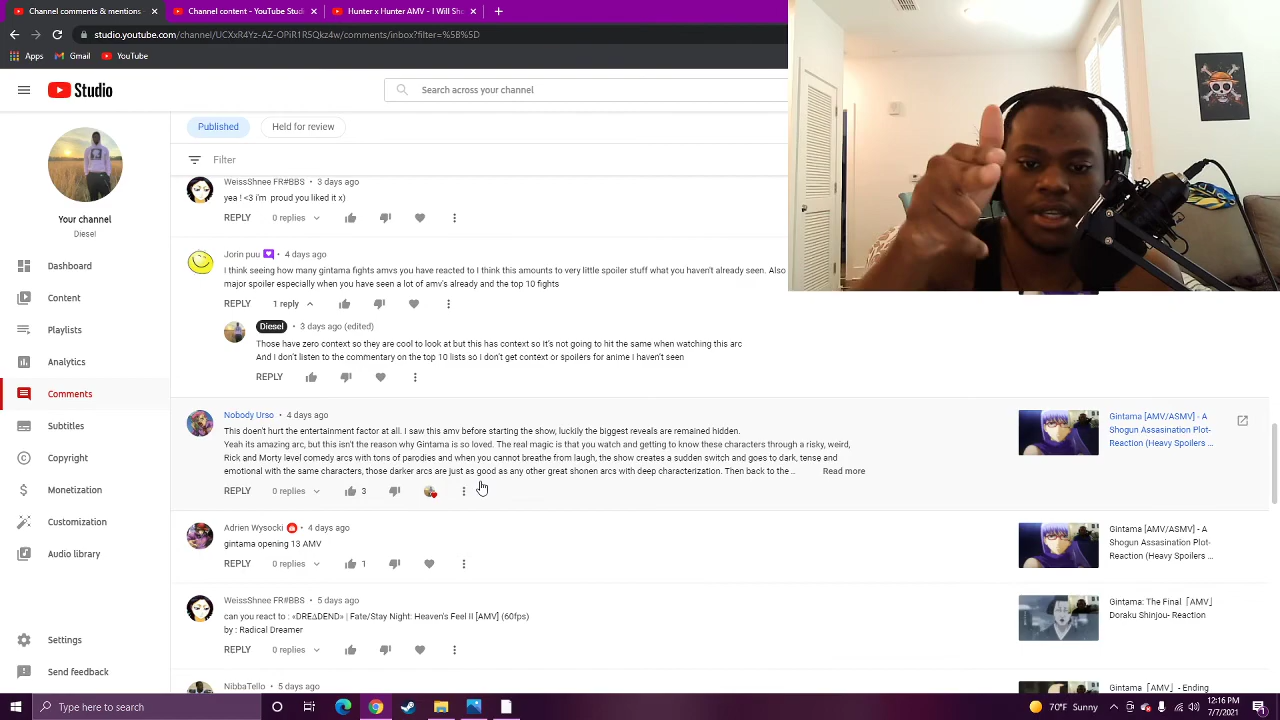 Channel comments & mentions
Channel content - YouTube Studi
Hunter x Hunter AMV - I Will Sho
studio.youtube.com/channel/UCXxR4Yz-AZ-OPiR1R5Qkz4w/comments/inbox?filter=%5B%5D
Apps
Gmail
YouTube
Studio
Search across your channel
Published
Held for review
Filter
Your channel
Diesel
Dashboard
Content
Playlists
Analytics
Comments
Subtitles
Copyright
Monetization
Customization
Audio library
Settings
Send feedback
WeissShnee FR#BBS • 3 days ago
yea ! <3 i'm proud you liked it x)
REPLY 0 replies
Jorin puu • 4 days ago
I think seeing how many gintama fights amvs you have reacted to I think this amounts to very little spoiler stuff what you haven't already seen. Also
major spoiler especially when you have seen a lot of amv's already and the top 10 fights
REPLY 1 reply
Diesel • 3 days ago (edited)
Those have zero context so they are cool to look at but this has context so it's not going to hit the same when watching this arc
And I don't listen to the commentary on the top 10 lists so I don't get context or spoilers for anime I haven't seen
REPLY
Nobody Urso • 4 days ago
This doen't hurt the entertainment factor at all. I saw this amv before starting the show, luckily the biggest reveals are remained hidden.
Yeah its amazing arc, but this isn't the reason why Gintama is so loved. The real magic is that you watch and getting to know these characters through a risky, weird,
Rick and Morty level comedy arcs with tons of parodies and when you cannot breathe from laugh, the show creates a sudden switch and goes to dark, tense and
emotional with the same characters, those darker arcs are just as good as any other great shonen arcs with deep characterization. Then back to the ...
Read more
REPLY 0 replies 3
Gintama [AMV/ASMV] - A
Shogun Assasination Plot-
Reaction (Heavy Spoilers ...
Adrien Wysocki • 4 days ago
gintama opening 13 AMV
REPLY 0 replies 1
Gintama [AMV/ASMV] - A
Shogun Assasination Plot-
Reaction (Heavy Spoilers ...
WeissShnee FR#BBS • 5 days ago
can you react to : «DREΔDEND» | Fate/Stay Night: Heaven's Feel II [AMV] (60fps)
by : Radical Dreamer
REPLY 0 replies
Gintama: The Final「AMV」
Doraku Shinjou- Reaction
NibbaTello • 5 days ago
Gintama「AMV」 - Ending
Type here to search
70°F Sunny
12:16 PM
7/7/2021